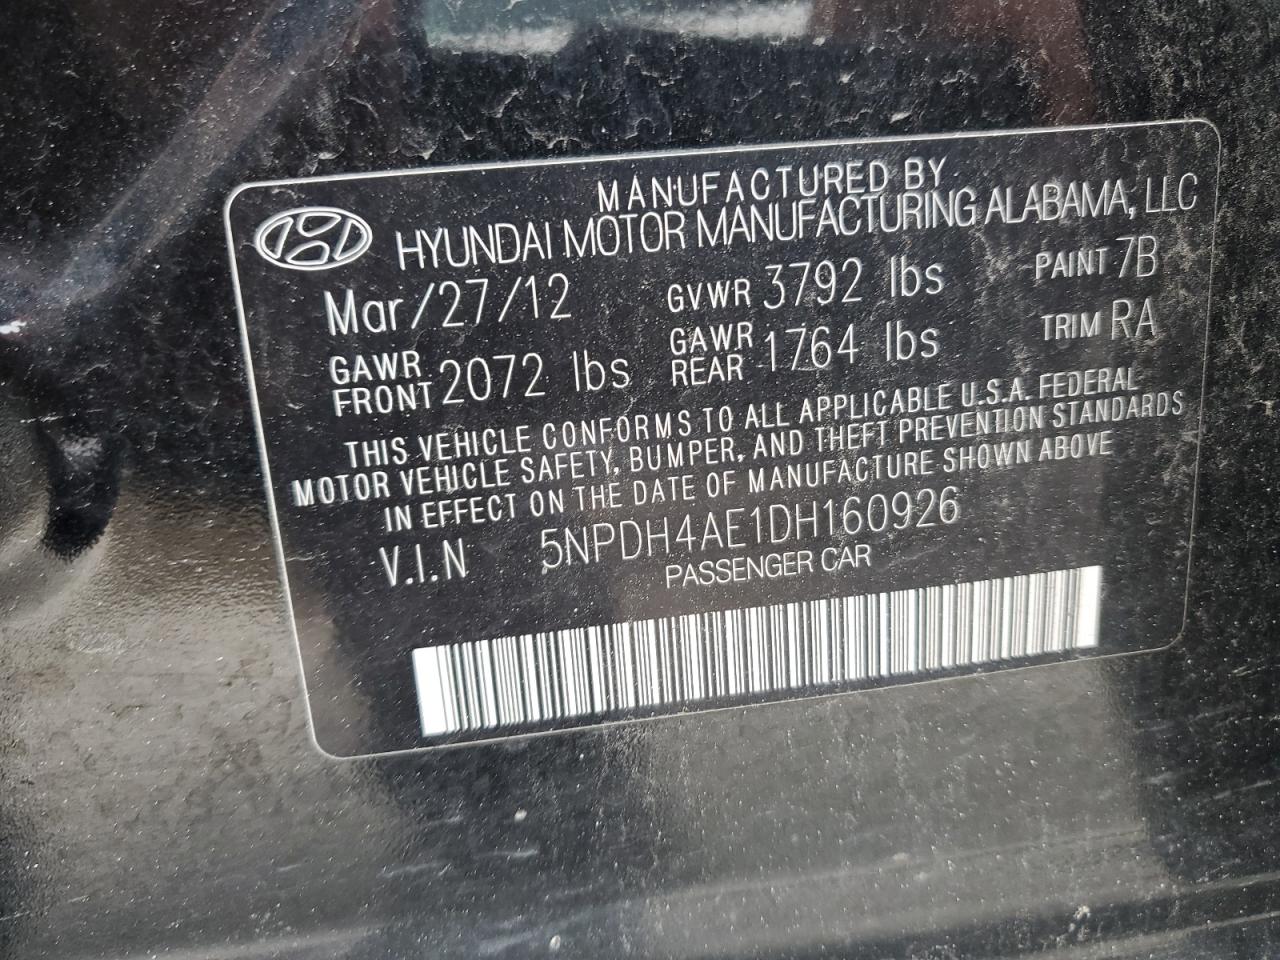 MANUFACTURED BY
HYUNDAI MOTOR MANUFACTURING ALABAMA, LLC
Mar/27/12 GVWR 3792 lbs PAINT 7B
GAWR FRONT 2072 lbs GAWR REAR 1764 lbs TRIM RA
THIS VEHICLE CONFORMS TO ALL APPLICABLE U.S.A. FEDERAL
MOTOR VEHICLE SAFETY, BUMPER, AND THEFT PREVENTION STANDARDS
IN EFFECT ON THE DATE OF MANUFACTURE SHOWN ABOVE
V.I.N 5NPDH4AE1DH160926
PASSENGER CAR